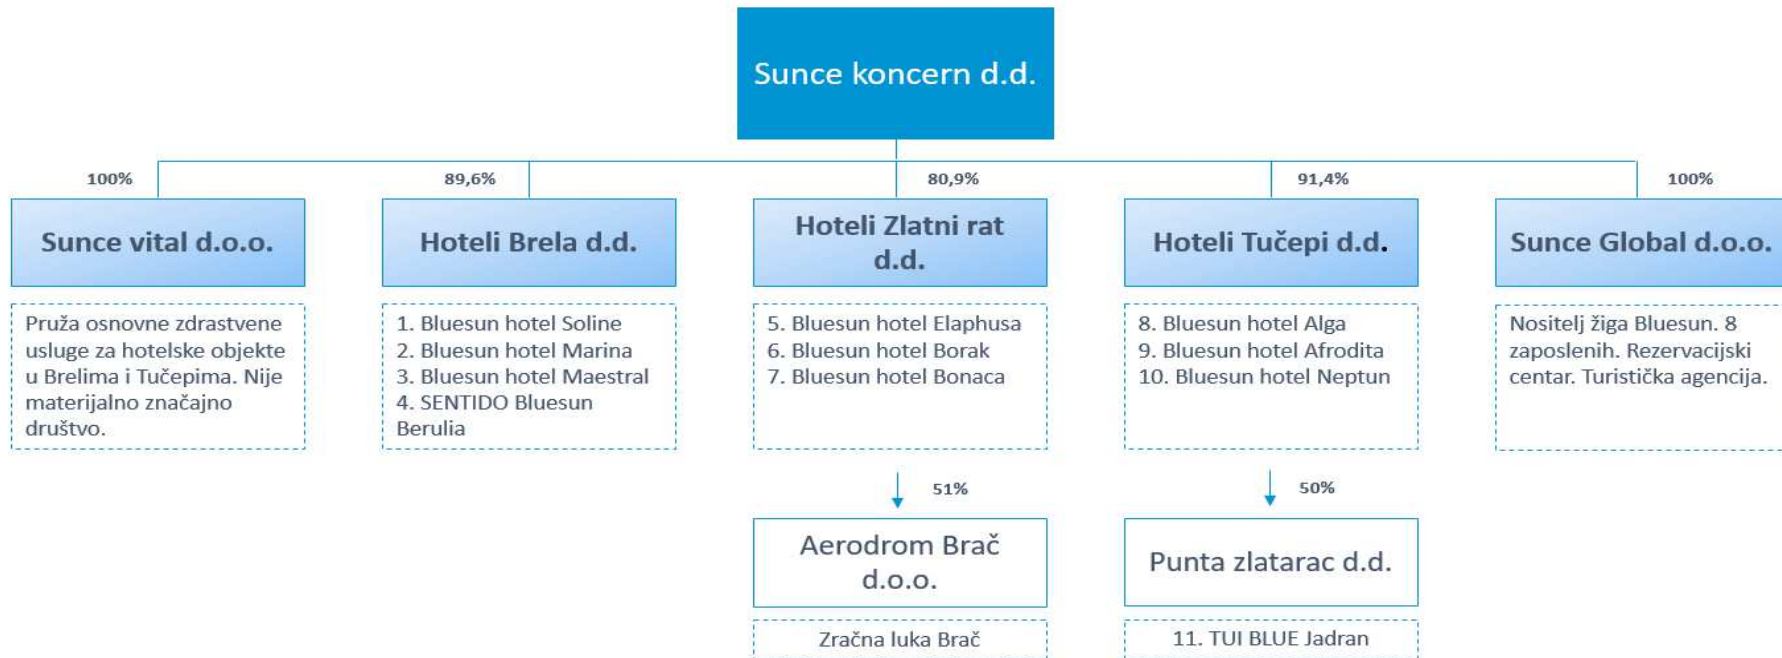 Sunce koncern d.d.
100%
89,6%
80,9%
91,4%
100%
Sunce vital d.o.o.
Hoteli Brela d.d.
Hoteli Zlatni rat
d.d.
Hoteli Tučepi d.d.
Sunce Global d.o.o.
Pruža osnovne zdrastvene
usluge za hotelske objekte
u Brelima i Tučepima. Nije
materijalno značajno
društvo.
1. Bluesun hotel Soline
2. Bluesun hotel Marina
3. Bluesun hotel Maestral
4. SENTIDO Bluesun
Berulia
5. Bluesun hotel Elaphusa
6. Bluesun hotel Borak
7. Bluesun hotel Bonaca
8. Bluesun hotel Alga
9. Bluesun hotel Afrodita
10. Bluesun hotel Neptun
Nositelj žiga Bluesun. 8
zaposlenih. Rezervacijski
centar. Turistička agencija.
51%
50%
Aerodrom Brač
d.o.o.
Punta zlatarac d.d.
Zračna luka Brač
11. TUI BLUE Jadran